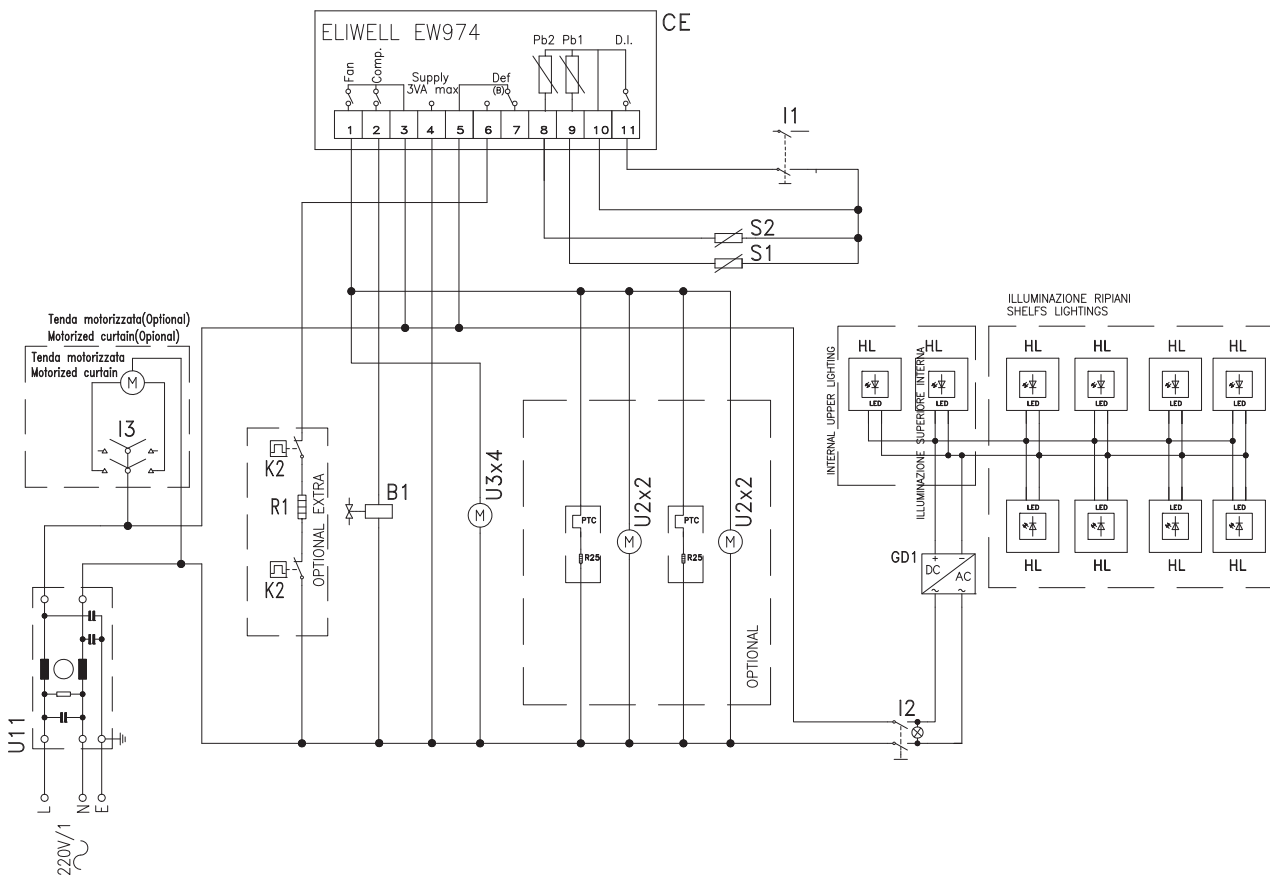 ELIWELL EW974
CE
Fan
Comp.
Supply
3VA max
Def
(B)
Pb2
Pb1
D.I.
1
2
3
4
5
6
7
8
9
10
11
I1
S2
S1
Tenda motorizzata(Optional)
Motorized curtain(Opional)
Tenda motorizzata
Motorized curtain
M
I3
K2
R1
K2
OPTIONAL EXTRA
B1
U3x4
M
PTC
R25
U2x2
M
PTC
R25
U2x2
M
OPTIONAL
INTERNAL UPPER LIGHTING
ILLUMINAZIONE SUPERIORE INTERNA
HL
LED
HL
LED
ILLUMINAZIONE RIPIANI
SHELFS LIGHTINGS
HL
HL
HL
HL
LED
LED
LED
LED
HL
HL
HL
HL
GD1
+
−
DC
AC
~
~
I2
U11
L
N
E
220V/1